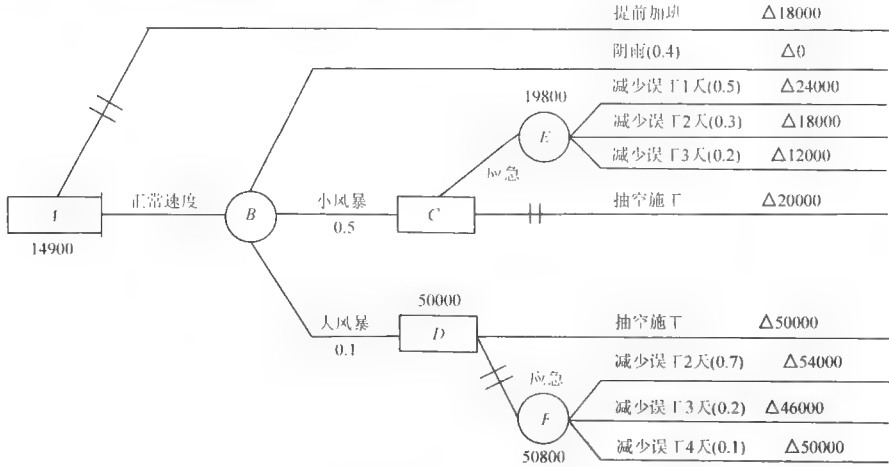 提前加班 △18000
阴雨(0.4) △0
减少误工1天(0.5) △24000
19800
E
减少误工2天(0.3) △18000
减少误工3天(0.2) △12000
应急
A
正常速度
B
小风暴
0.5
C
抽空施工 △20000
14900
50000
大风暴
0.1
D
抽空施工 △50000
减少误工2天(0.7) △54000
应急
F
减少误工3天(0.2) △46000
减少误工4天(0.1) △50000
50800